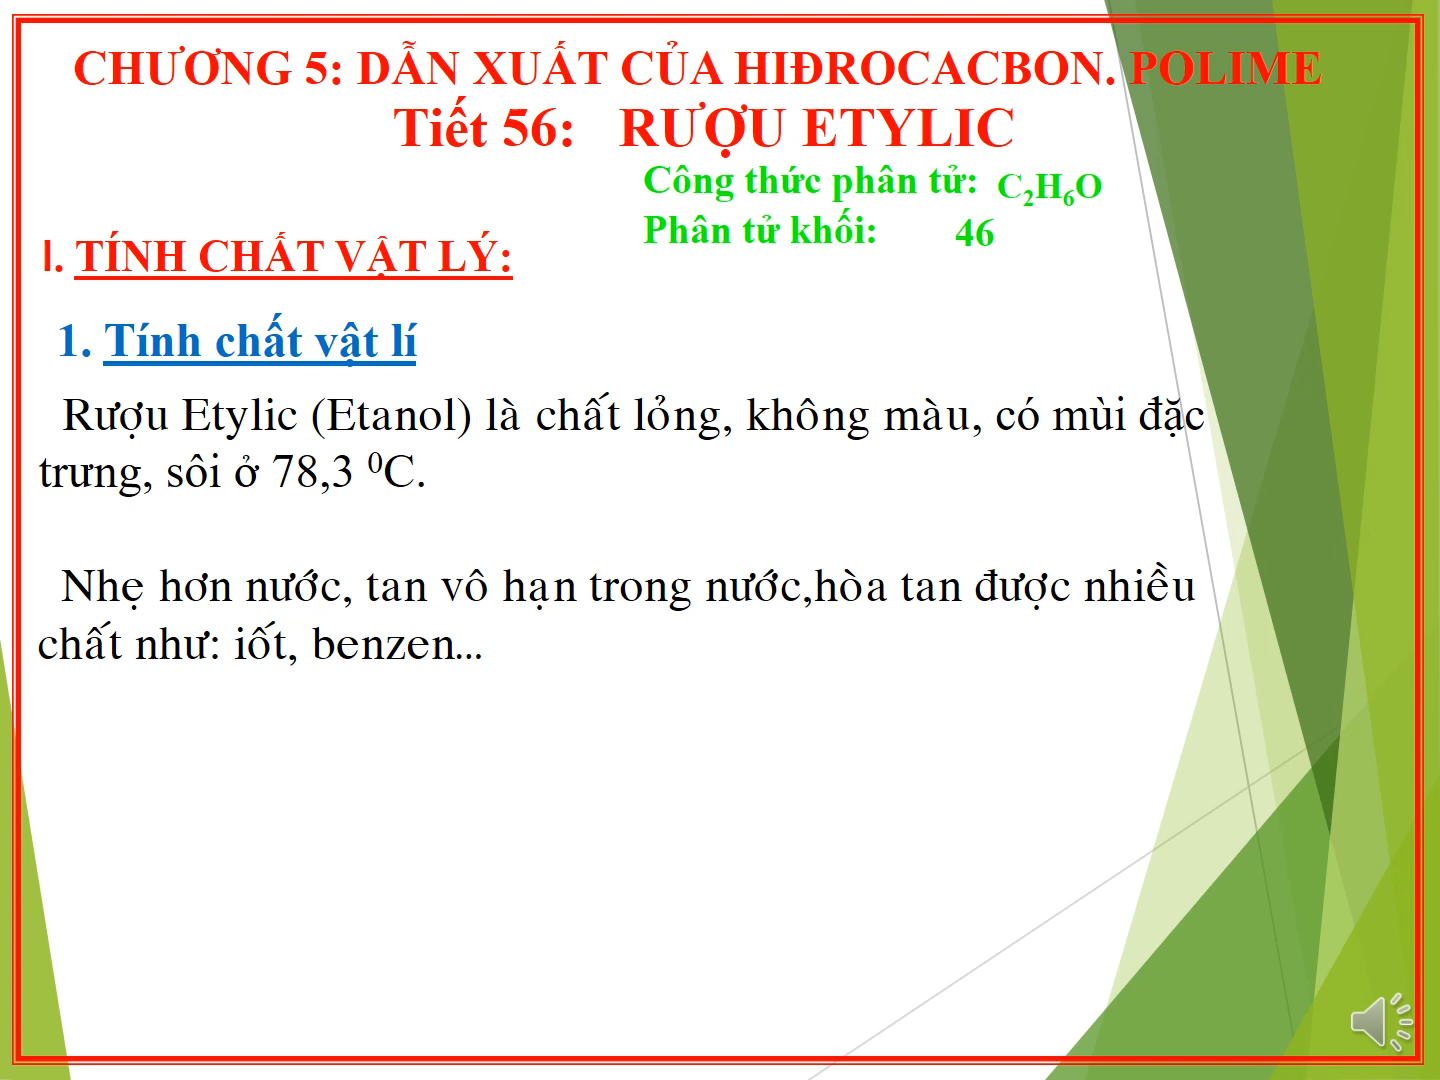 CHƯƠNG 5: DẪN XUẤT CỦA HIĐROCACBON. POLIME
Tiết 56: RƯỢU ETYLIC
Công thức phân tử: C₂H₆O
Phân tử khối: 46
I. TÍNH CHẤT VẬT LÝ:
1. Tính chất vật lí
Rượu Etylic (Etanol) là chất lỏng, không màu, có mùi đặc
trưng, sôi ở 78,3 ⁰C.
Nhẹ hơn nước, tan vô hạn trong nước,hòa tan được nhiều
chất như: iốt, benzen...